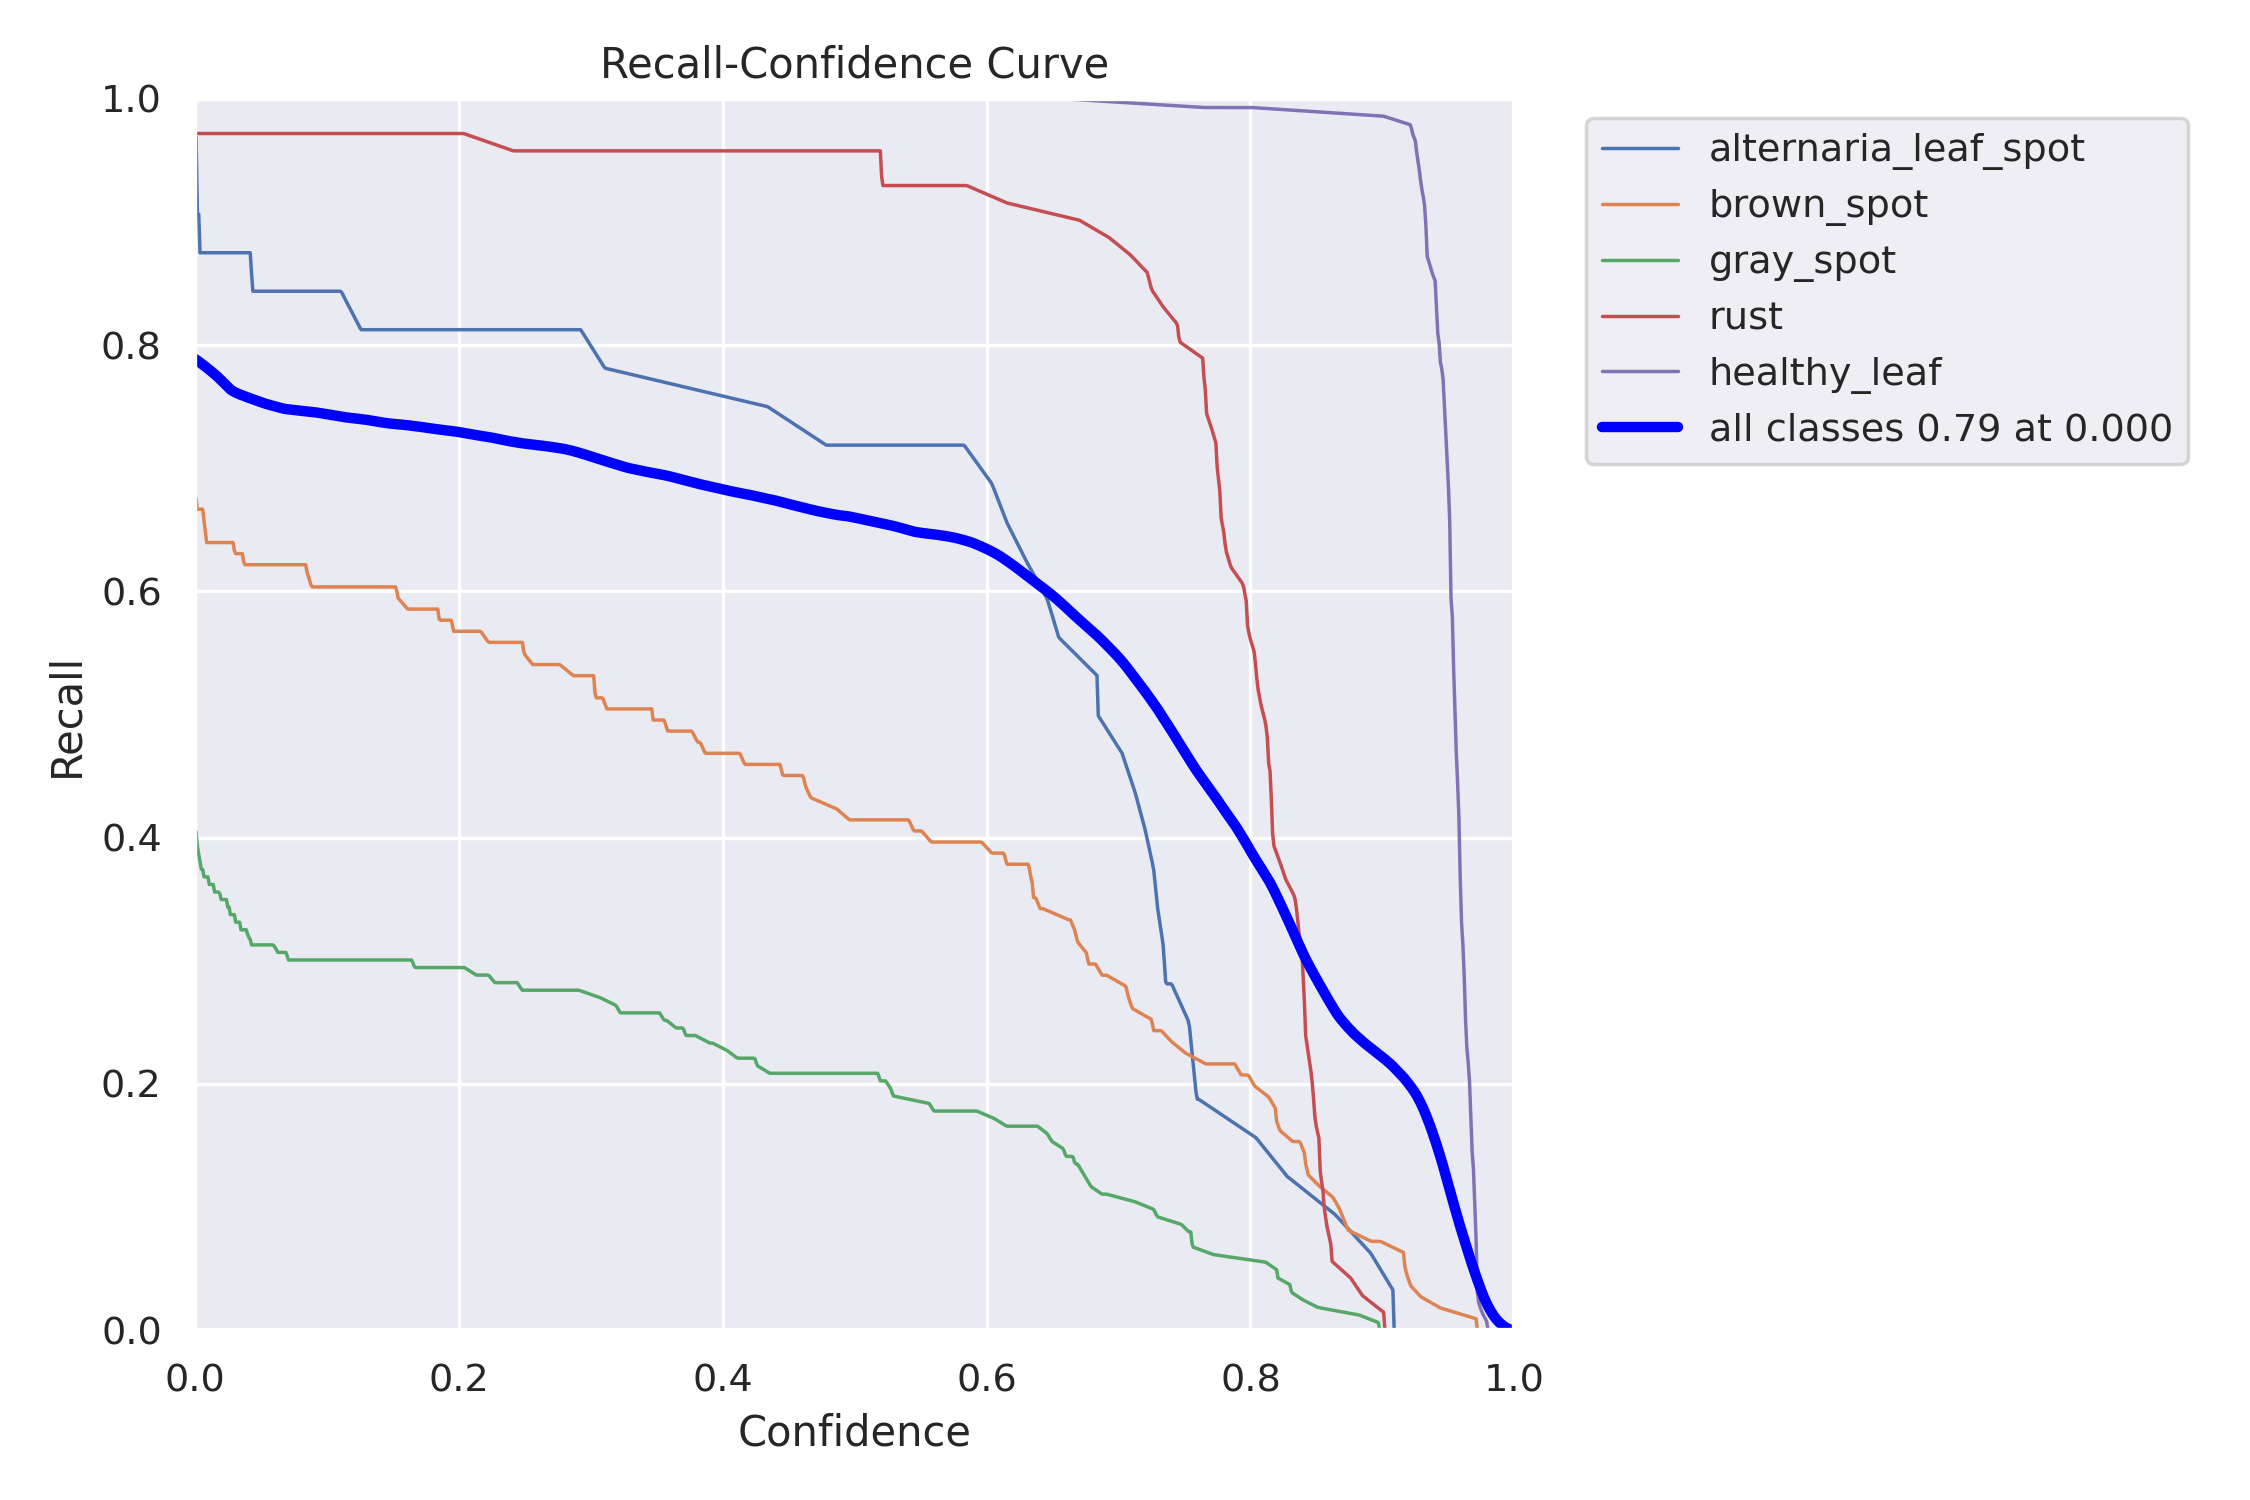 Recall-Confidence Curve
1.0
0.8
0.6
0.4
0.2
0.0
Recall
0.0 0.2 0.4 0.6 0.8 1.0
Confidence
alternaria_leaf_spot
brown_spot
gray_spot
rust
healthy_leaf
all classes 0.79 at 0.000